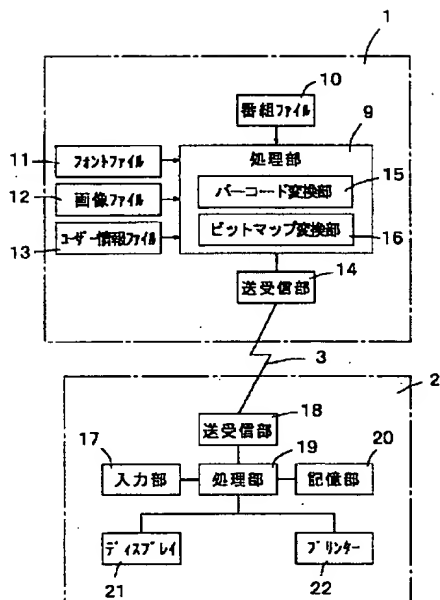 1
10
番組ファイル
9
11 フォントファイル
処理部
12 画像ファイル
バーコード変換部 15
13 ユーザー情報ファイル
ビットマップ変換部 16
14
送受信部
3
2
18
送受信部
17 19 20
入力部 処理部 記憶部
ディスプレイ プリンター
21 22